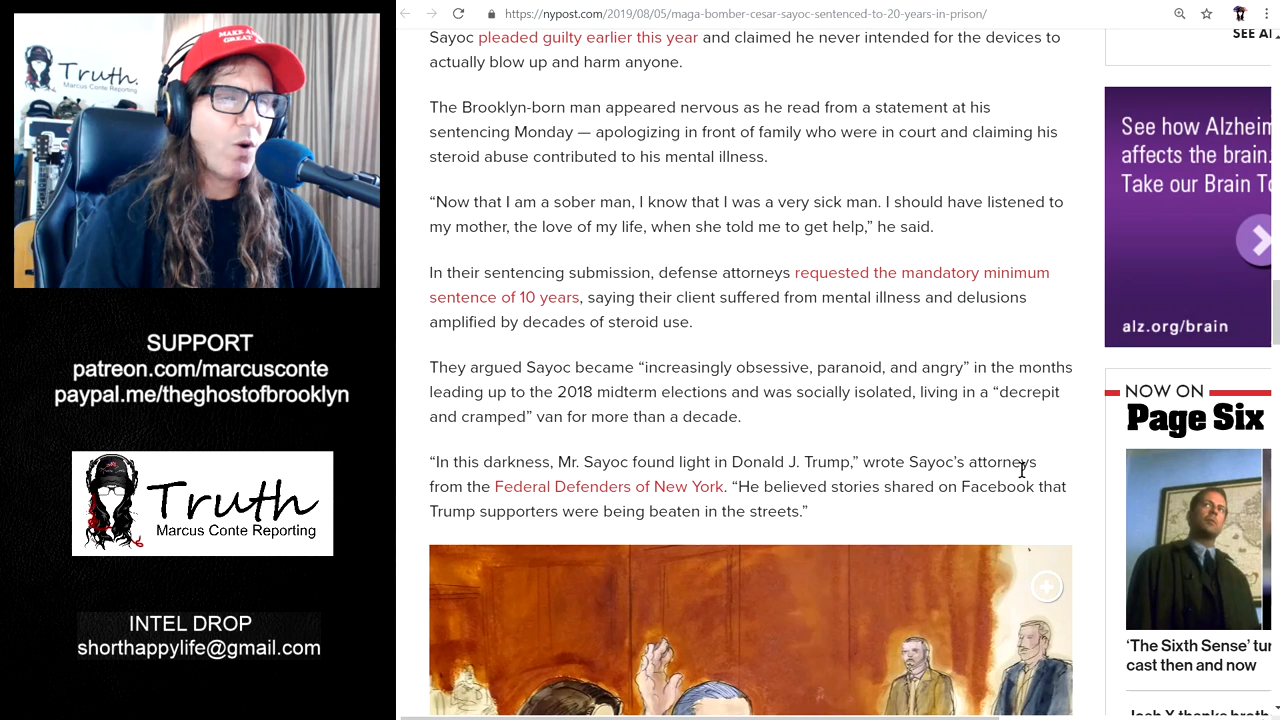 https://nypost.com/2019/08/05/maga-bomber-cesar-sayoc-sentenced-to-20-years-in-prison/
MAKE A
GREAT
Truth.
Marcus Conte Reporting
SUPPORT
patreon.com/marcusconte
paypal.me/theghostofbrooklyn
Truth
Marcus Conte Reporting
INTEL DROP
shorthappylife@gmail.com
Sayoc pleaded guilty earlier this year and claimed he never intended for the devices to
actually blow up and harm anyone.
The Brooklyn-born man appeared nervous as he read from a statement at his
sentencing Monday — apologizing in front of family who were in court and claiming his
steroid abuse contributed to his mental illness.
“Now that I am a sober man, I know that I was a very sick man. I should have listened to
my mother, the love of my life, when she told me to get help,” he said.
In their sentencing submission, defense attorneys requested the mandatory minimum
sentence of 10 years, saying their client suffered from mental illness and delusions
amplified by decades of steroid use.
They argued Sayoc became “increasingly obsessive, paranoid, and angry” in the months
leading up to the 2018 midterm elections and was socially isolated, living in a “decrepit
and cramped” van for more than a decade.
“In this darkness, Mr. Sayoc found light in Donald J. Trump,” wrote Sayoc’s attorneys
from the Federal Defenders of New York. “He believed stories shared on Facebook that
Trump supporters were being beaten in the streets.”
SEE
See how Alzheim
affects the brain.
Take our Brain To
alz.org/brain
NOW ON
Page Six
‘The Sixth Sense’ tur
cast then and now